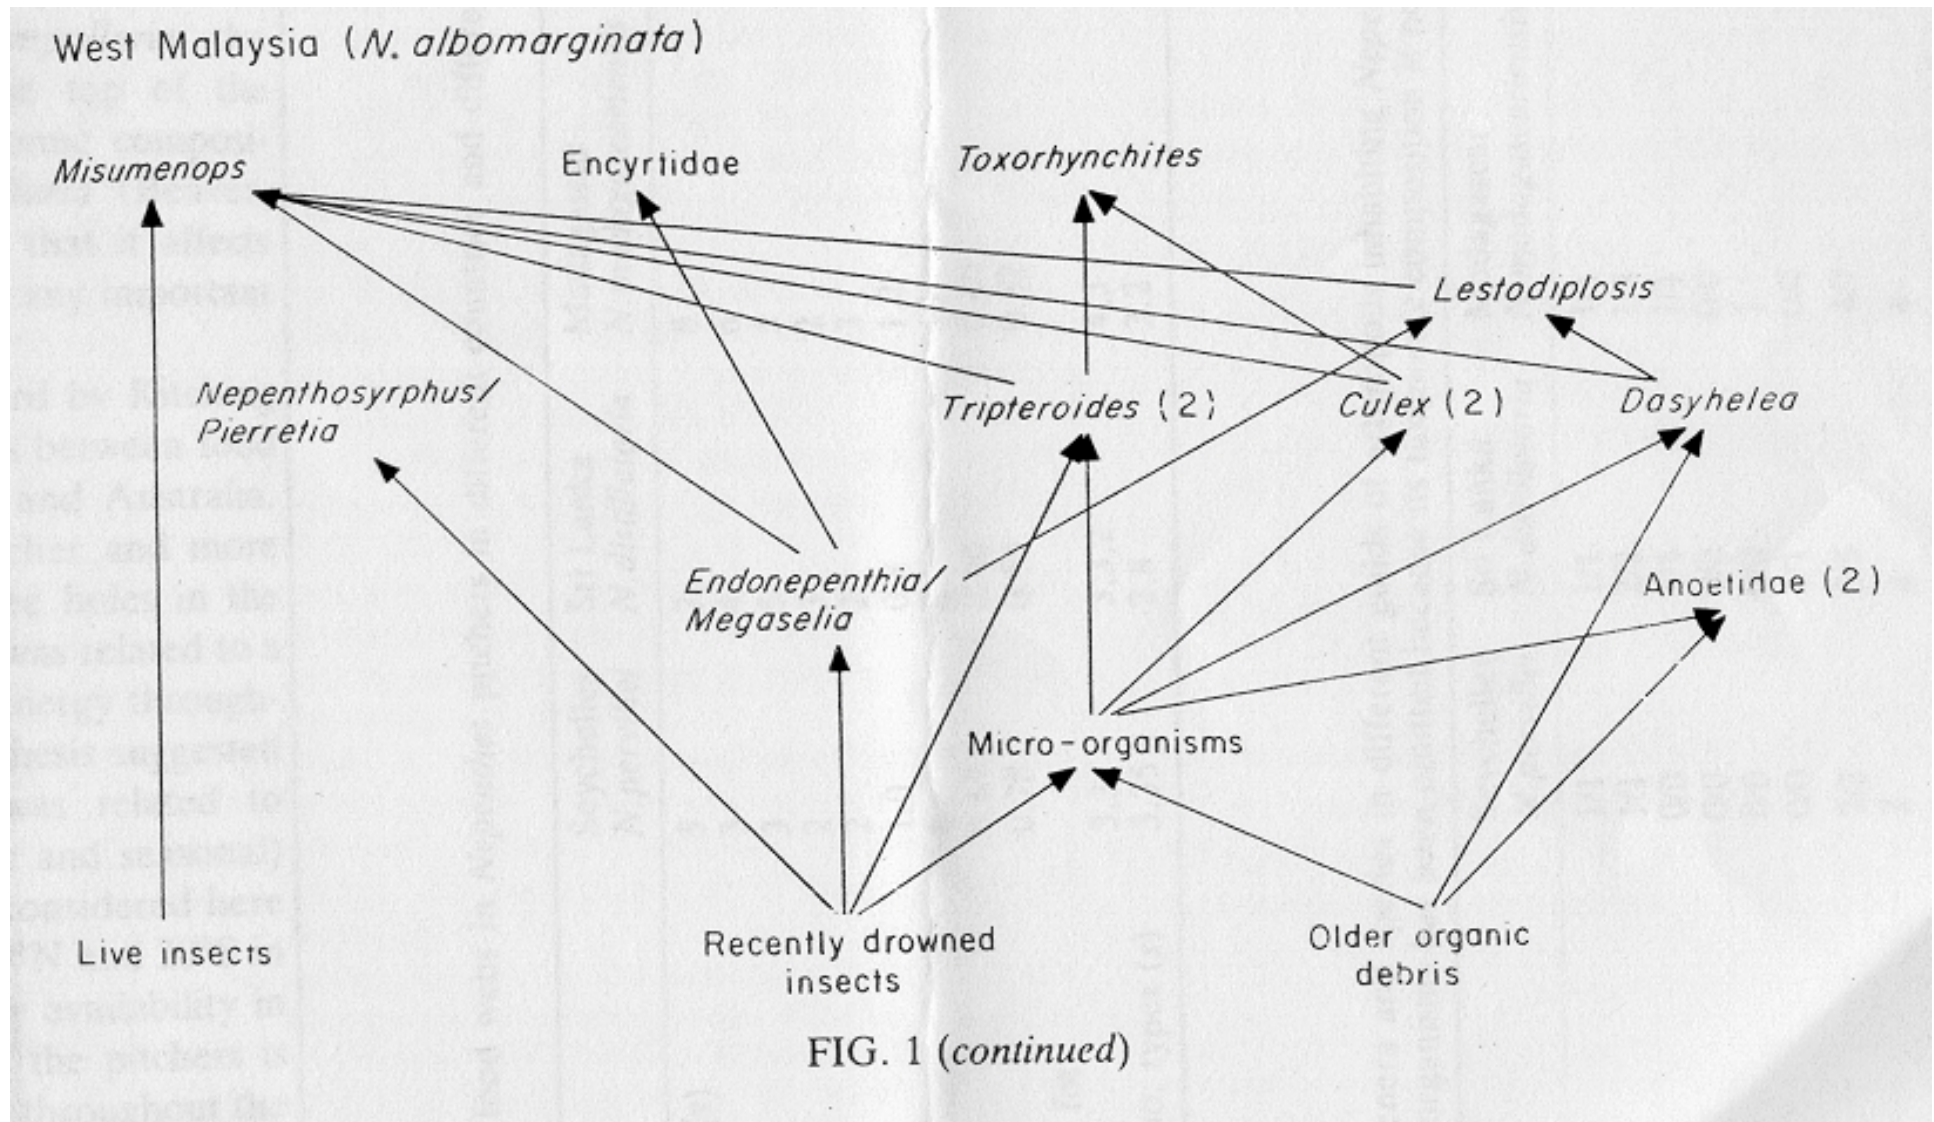 West Malaysia (N. albomarginata)
Misumenops
Encyrtidae
Toxorhynchites
Lestodiplosis
Nepenthosyrphus/
Pierretia
Tripteroides (2)
Culex (2)
Dasyhelea
Endonepenthia/
Megaselia
Anoetidae (2)
Micro-organisms
Live insects
Recently drowned
insects
Older organic
debris
FIG. 1 (continued)